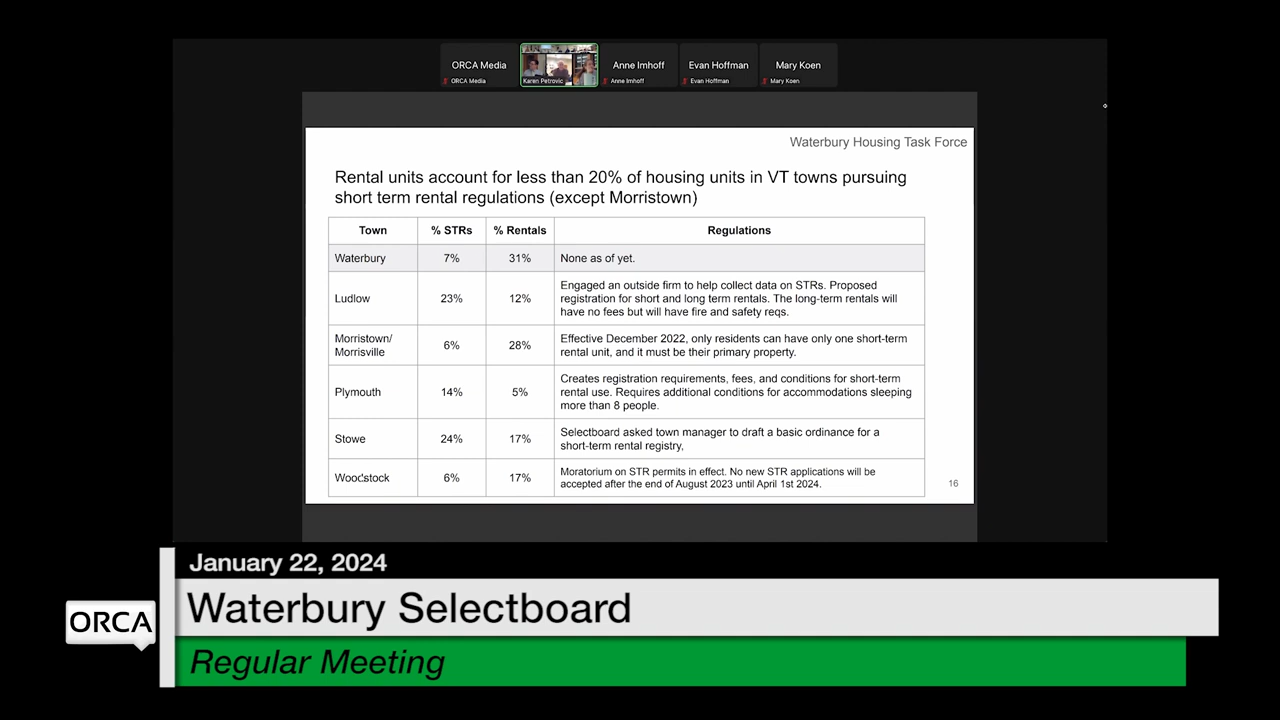 ORCA Media
Anne Imhoff
Evan Hoffman
Mary Koen
ORCA Media
Karen Petrovic
Anne Imhoff
Evan Hoffman
Mary Koen
Waterbury Housing Task Force
Rental units account for less than 20% of housing units in VT towns pursuing
short term rental regulations (except Morristown)
Town % STRs % Rentals Regulations
Waterbury 7% 31% None as of yet.
Ludlow 23% 12% Engaged an outside firm to help collect data on STRs. Proposed
registration for short and long term rentals. The long-term rentals will
have no fees but will have fire and safety reqs.
Morristown/
Morrisville 6% 28% Effective December 2022, only residents can have only one short-term
rental unit, and it must be their primary property.
Plymouth 14% 5% Creates registration requirements, fees, and conditions for short-term
rental use. Requires additional conditions for accommodations sleeping
more than 8 people.
Stowe 24% 17% Selectboard asked town manager to draft a basic ordinance for a
short-term rental registry,
Woodstock 6% 17% Moratorium on STR permits in effect. No new STR applications will be
accepted after the end of August 2023 until April 1st 2024.
16
January 22, 2024
ORCA
Waterbury Selectboard
Regular Meeting